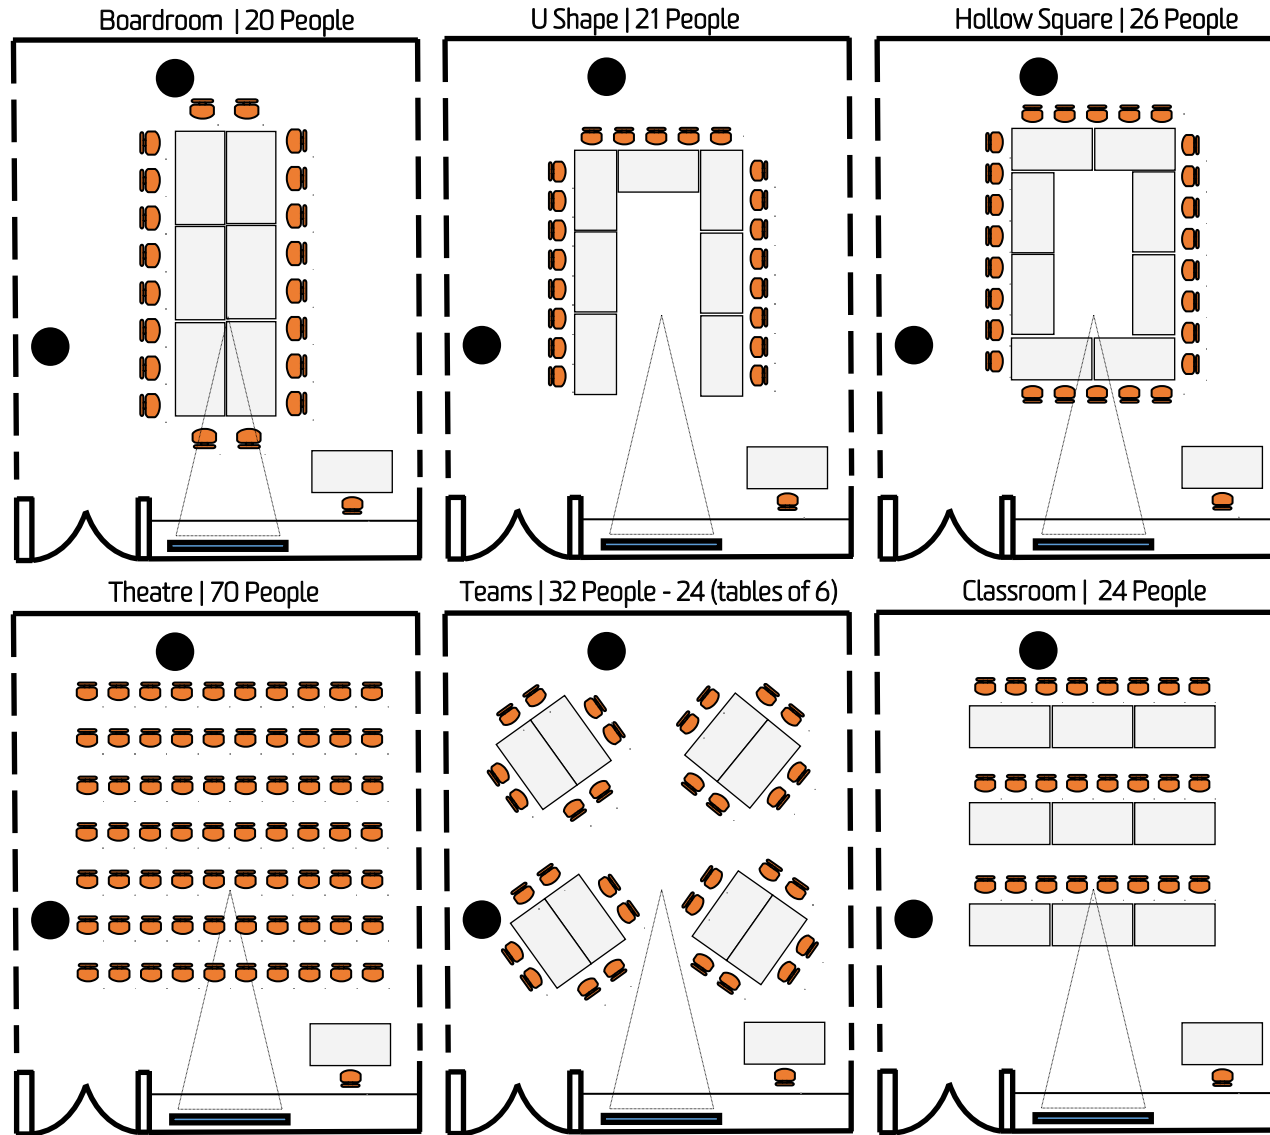 Boardroom | 20 People
U Shape | 21 People
Hollow Square | 26 People
Theatre | 70 People
Teams | 32 People - 24 (tables of 6)
Classroom | 24 People